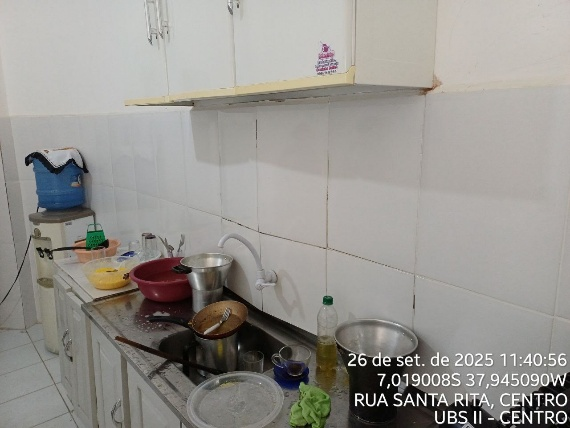 26 de set. de 2025 11:40:56
7,019008S 37,945090W
RUA SANTA RITA, CENTRO
UBS II - CENTRO